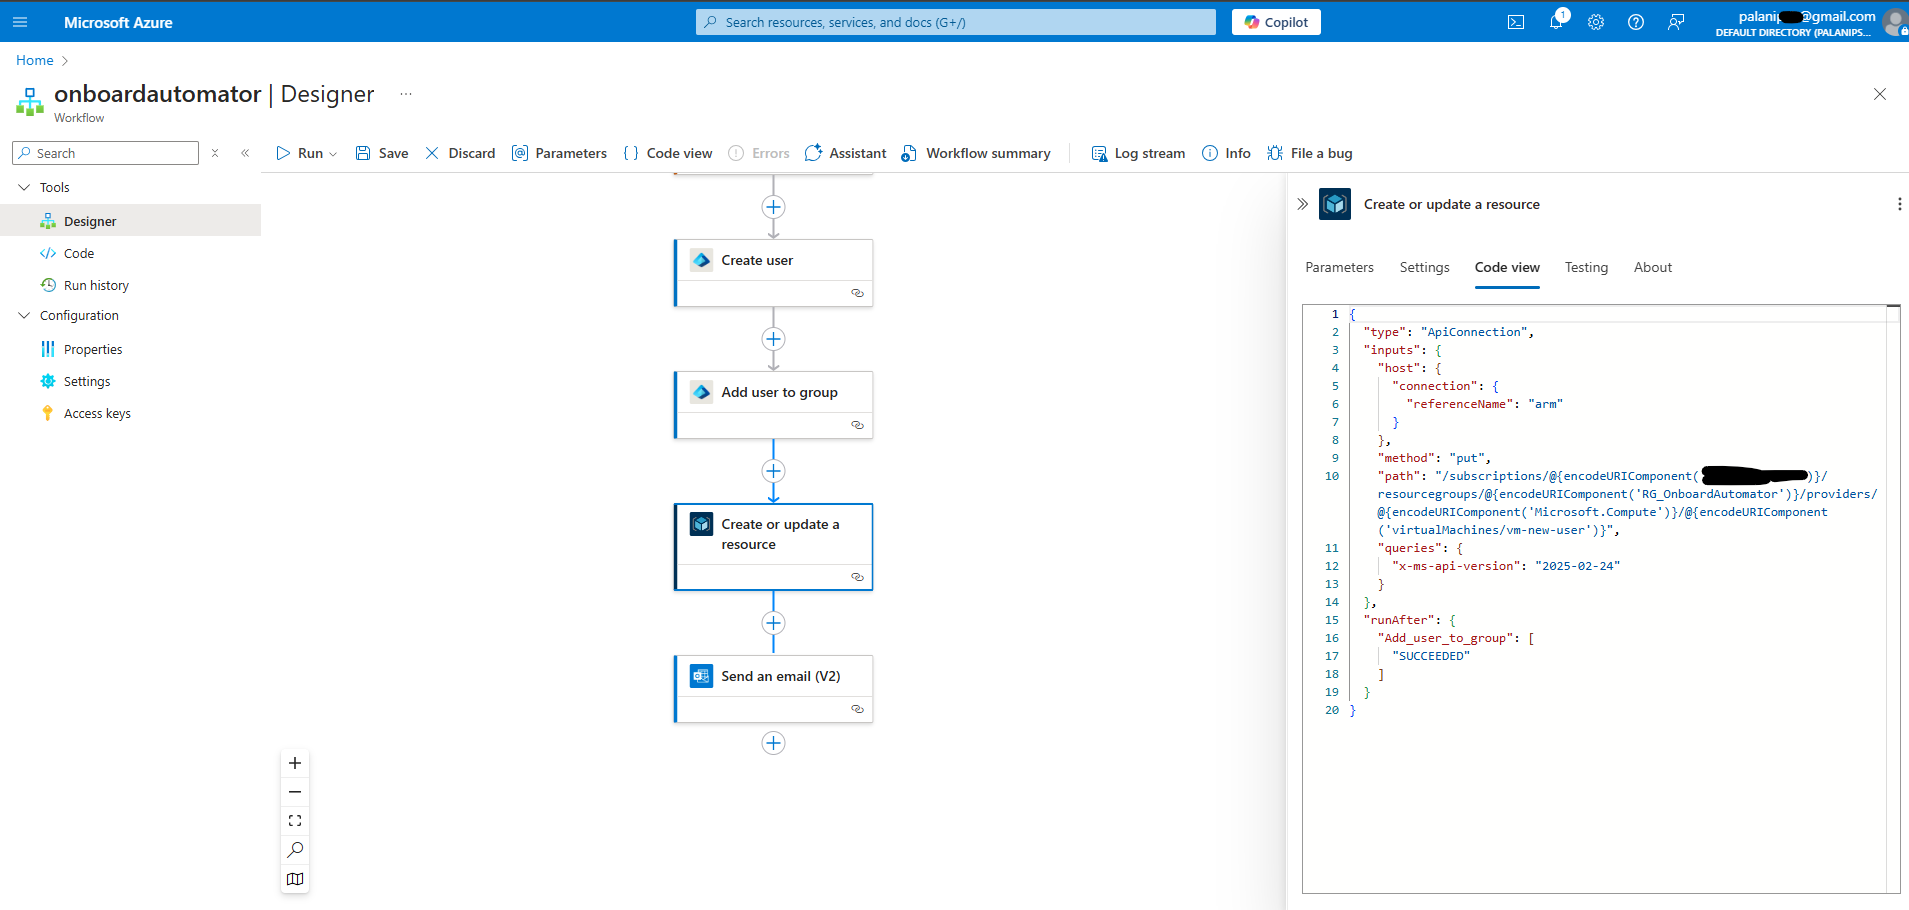 Microsoft Azure
Search resources, services, and docs (G+/)
Copilot
1
palanip @gmail.com
DEFAULT DIRECTORY (PALANIPS...
Home
onboardautomator | Designer ...
Workflow
Search
Run
Save
Discard
Parameters
Code view
Errors
Assistant
Workflow summary
Log stream
Info
File a bug
Tools
Designer
Code
Run history
Configuration
Properties
Settings
Access keys
Create user
Add user to group
Create or update a
resource
Send an email (V2)
Create or update a resource
Parameters
Settings
Code view
Testing
About
1 {
2 "type": "ApiConnection",
3 "inputs": {
4 "host": {
5 "connection": {
6 "referenceName": "arm"
7 }
8 },
9 "method": "put",
10 "path": "/subscriptions/@{encodeURIComponent( )}/
resourcegroups/@{encodeURIComponent('RG_OnboardAutomator')}/providers/
@{encodeURIComponent('Microsoft.Compute')}/@{encodeURIComponent
('virtualMachines/vm-new-user')}",
11 "queries": {
12 "x-ms-api-version": "2025-02-24"
13 }
14 },
15 "runAfter": {
16 "Add_user_to_group": [
17 "SUCCEEDED"
18 ]
19 }
20 }